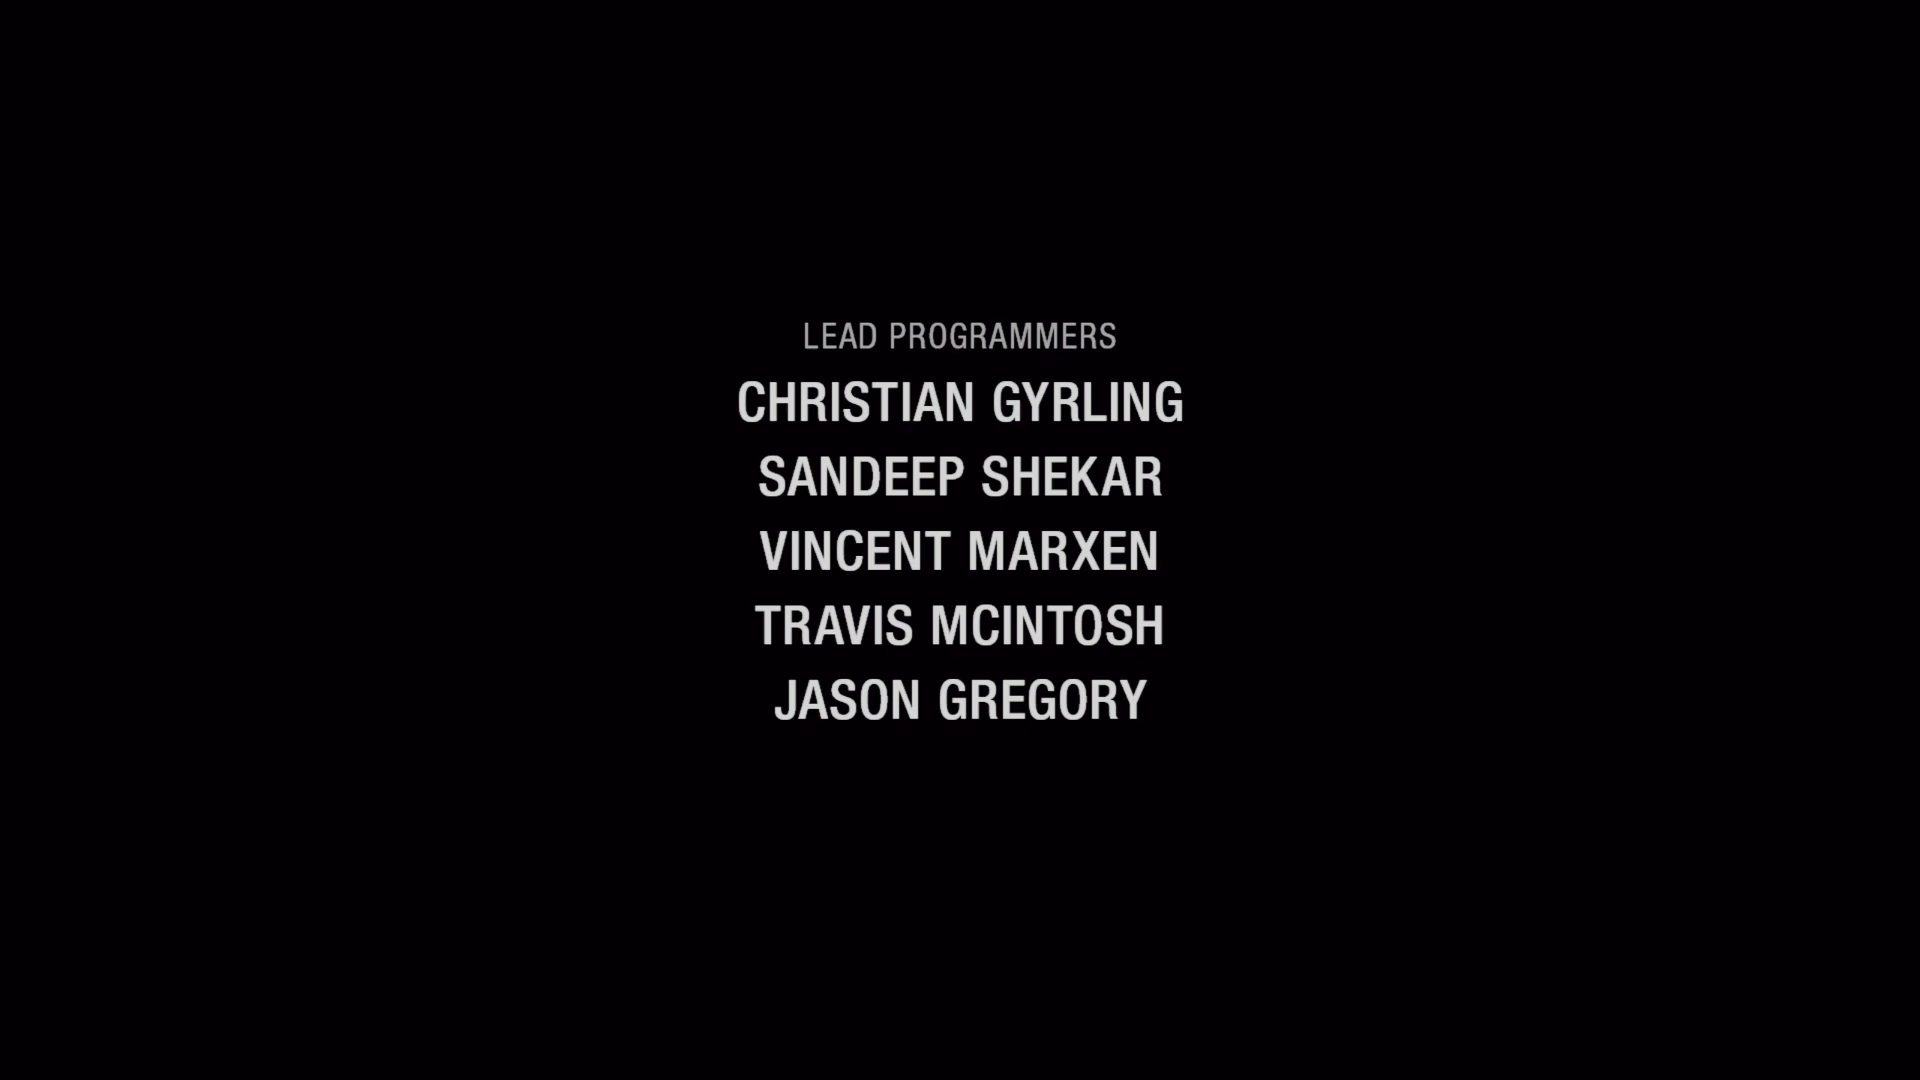 LEAD PROGRAMMERS
CHRISTIAN GYRLING
SANDEEP SHEKAR
VINCENT MARXEN
TRAVIS MCINTOSH
JASON GREGORY